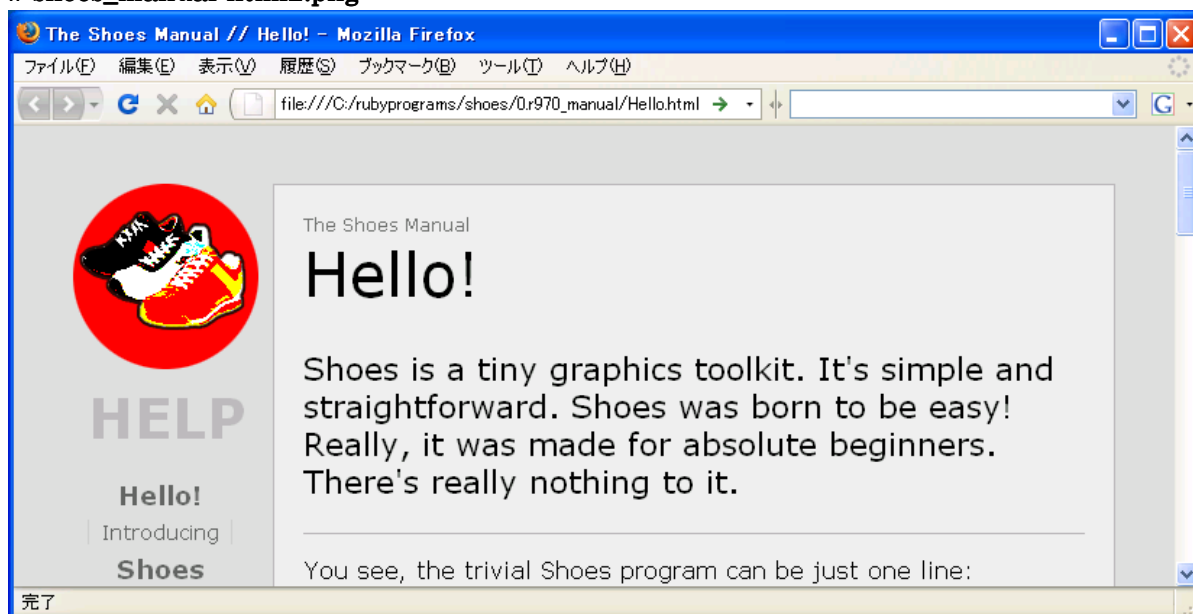 The Shoes Manual // Hello! - Mozilla Firefox
ファイル(F) 編集(E) 表示(V) 履歴(S) ブックマーク(B) ツール(T) ヘルプ(H)
file:///C:/rubyprograms/shoes/0.r970_manual/Hello.html
G
The Shoes Manual
Hello!
Shoes is a tiny graphics toolkit. It's simple and
straightforward. Shoes was born to be easy!
Really, it was made for absolute beginners.
There's really nothing to it.
You see, the trivial Shoes program can be just one line:
HELP
Hello!
Introducing
Shoes
完了